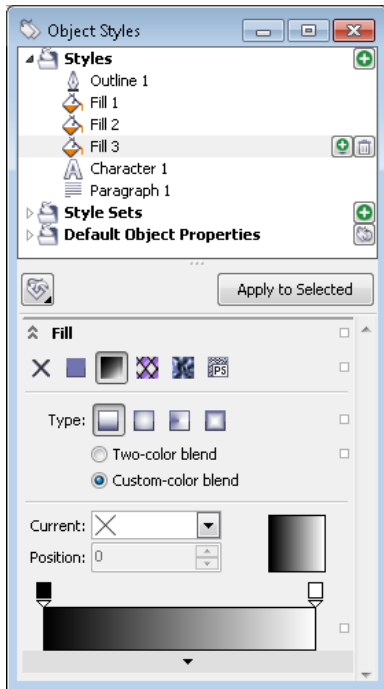 Object Styles
Styles
Outline 1
Fill 1
Fill 2
Fill 3
Character 1
Paragraph 1
Style Sets
Default Object Properties
Apply to Selected
Fill
PS
Type:
Two-color blend
Custom-color blend
Current:
Position: 0